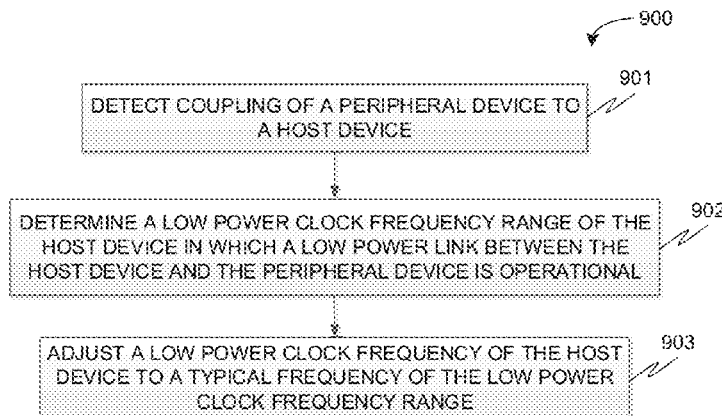 900
DETECT COUPLING OF A PERIPHERAL DEVICE TO
A HOST DEVICE
901
DETERMINE A LOW POWER CLOCK FREQUENCY RANGE OF THE
HOST DEVICE IN WHICH A LOW POWER LINK BETWEEN THE
HOST DEVICE AND THE PERIPHERAL DEVICE IS OPERATIONAL
902
ADJUST A LOW POWER CLOCK FREQUENCY OF THE HOST
DEVICE TO A TYPICAL FREQUENCY OF THE LOW POWER
CLOCK FREQUENCY RANGE
903